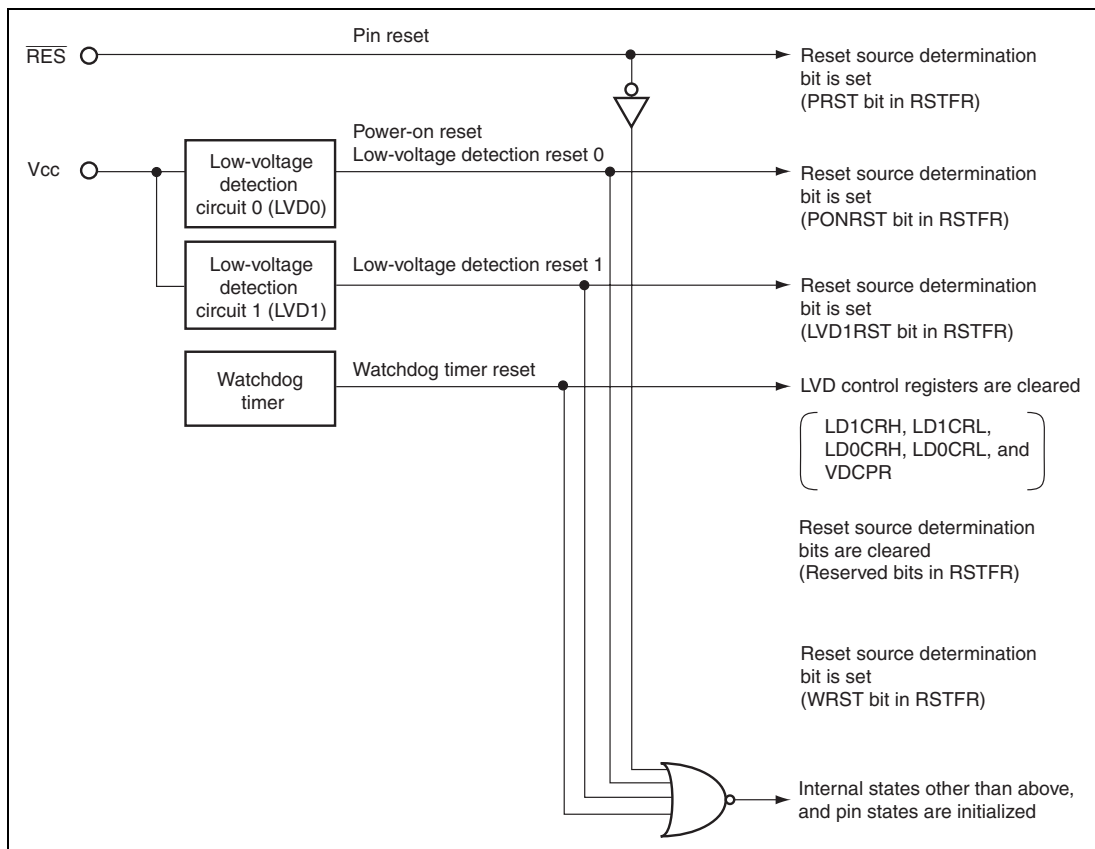 Pin reset
RES
Reset source determination
bit is set
(PRST bit in RSTFR)
Power-on reset
Low-voltage detection reset 0
Vcc
Low-voltage
detection
circuit 0 (LVD0)
Reset source determination
bit is set
(PONRST bit in RSTFR)
Low-voltage
detection
circuit 1 (LVD1)
Low-voltage detection reset 1
Reset source determination
bit is set
(LVD1RST bit in RSTFR)
Watchdog
timer
Watchdog timer reset
LVD control registers are cleared
LD1CRH, LD1CRL,
LD0CRH, LD0CRL, and
VDCPR
Reset source determination
bits are cleared
(Reserved bits in RSTFR)
Reset source determination
bit is set
(WRST bit in RSTFR)
Internal states other than above,
and pin states are initialized